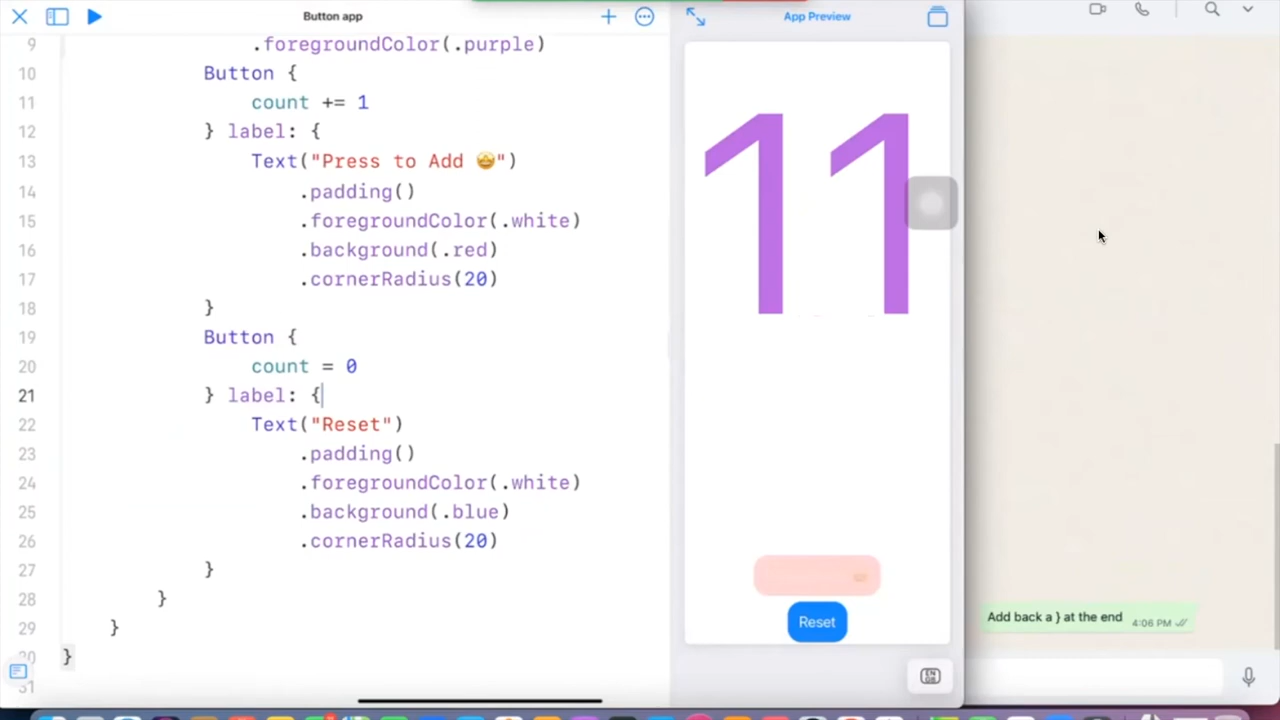 Button app
9 .foregroundColor(.purple)
10 Button {
11 count += 1
12 } label: {
13 Text("Press to Add 🤩")
14 .padding()
15 .foregroundColor(.white)
16 .background(.red)
17 .cornerRadius(20)
18 }
19 Button {
20 count = 0
21 } label: {
22 Text("Reset")
23 .padding()
24 .foregroundColor(.white)
25 .background(.blue)
26 .cornerRadius(20)
27 }
28 }
29 }
30 }
31
App Preview
11
Reset
Add back a } at the end 4:06 PM